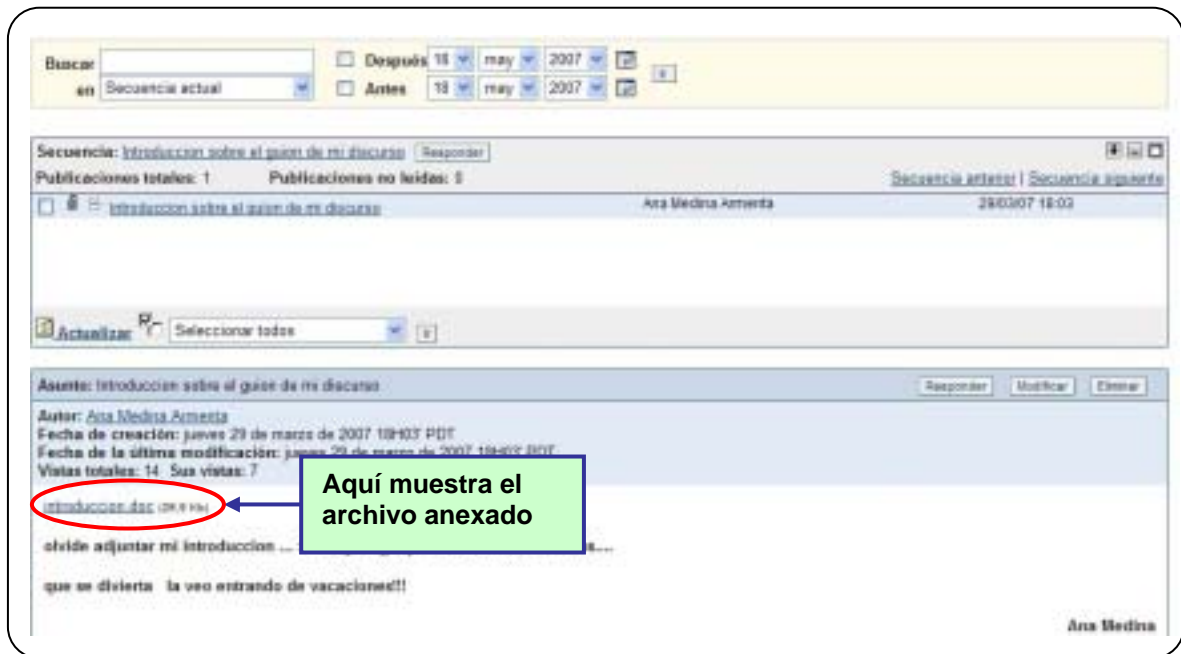 Buscar
Después 18 may 2007
en Secuencia actual
Antes 18 may 2007
Secuencia: Introduccion sobre el guion de mi discurso Responder
Publicaciones totales: 1 Publicaciones no leídas: 0
Secuencia anterior | Secuencia siguiente
Introduccion sobre el guion de mi discurso Ana Medina Armenta 29/03/07 18:03
Actualizar Seleccionar todos
Asunto: Introduccion sobre el guion de mi discurso Responder Modificar Eliminar
Autor: Ana Medina Armenta
Fecha de creación: jueves 29 de marzo de 2007 18H03' PDT
Fecha de la última modificación: jueves 29 de marzo de 2007 18H03' PDT
Vistas totales: 14 Sus vistas: 7
Aquí muestra el
archivo anexado
introduccion.doc
olvide adjuntar mi introduccion ...
que se divierta la veo entrando de vacaciones!!!
Ana Medina